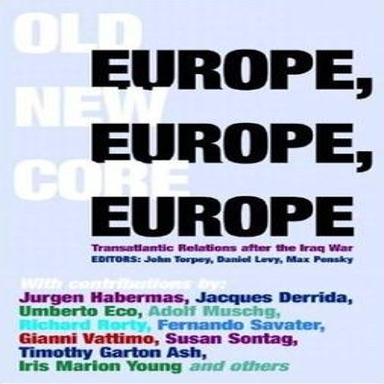 OLD
EUROPE,
NEW
EUROPE,
CORE
EUROPE
Transatlantic Relations after the Iraq War
EDITORS: John Torpey, Daniel Levy, Max Pensky
With contributions by:
Jurgen Habermas, Jacques Derrida,
Umberto Eco, Adolf Muschg,
Richard Rorty, Fernando Savater,
Gianni Vattimo, Susan Sontag,
Timothy Garton Ash,
Iris Marion Young and others